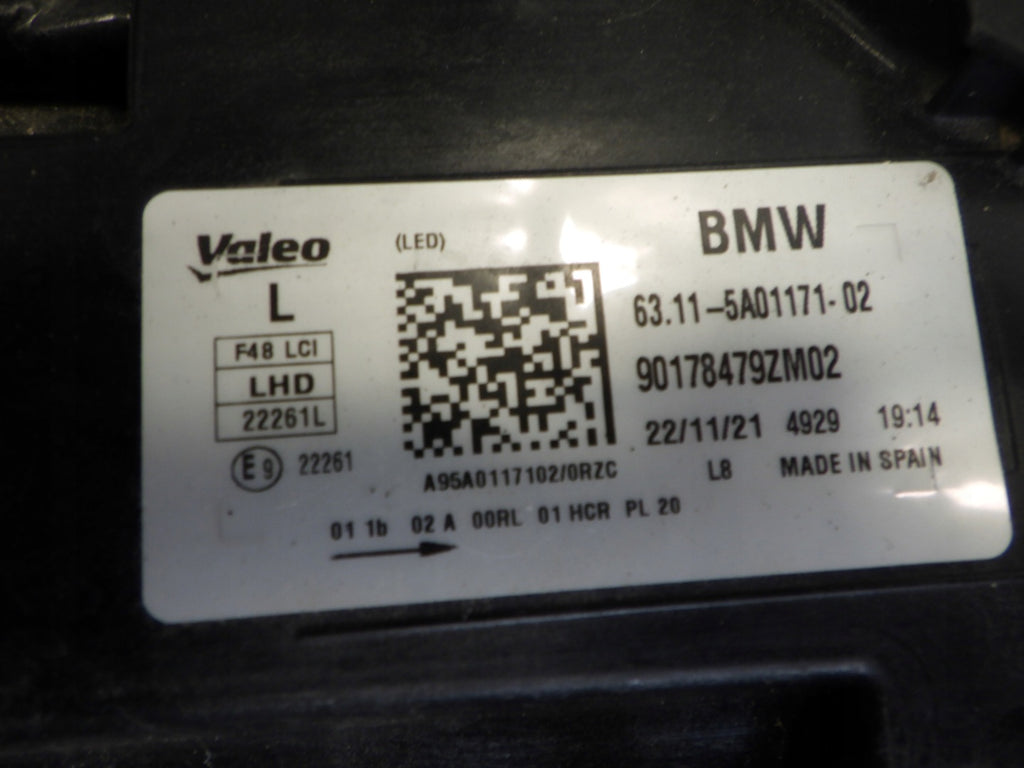 Valeo
L
F48 LCI
LHD
22261L
E9 22261
(LED)
A95A0117102/0RZC
BMW
63.11-5A01171-02
90178479ZM02
22/11/21 4929 19:14
L8 MADE IN SPAIN
01 1b 02 A 00RL 01 HCR PL 20